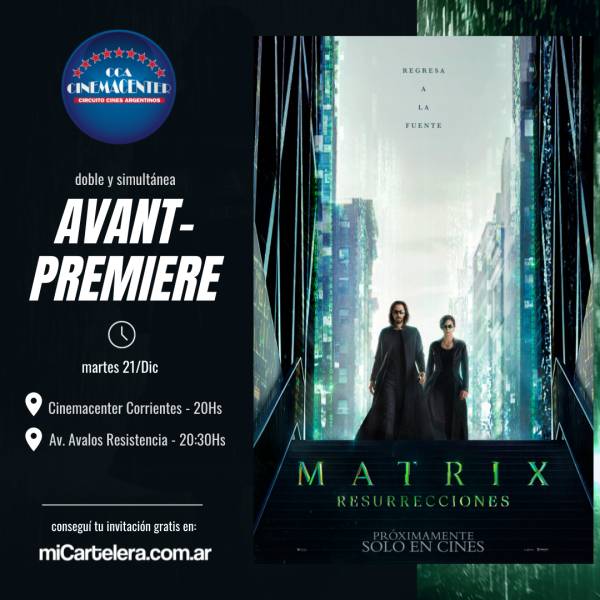 CCA
CINEMACENTER
CIRCUITO CINES ARGENTINOS
doble y simultánea
AVANT-
PREMIERE
martes 21/Dic
Cinemacenter Corrientes - 20Hs
Av. Avalos Resistencia - 20:30Hs
conseguí tu invitación gratis en:
miCartelera.com.ar
REGRESA
A
LA
FUENTE
MATRIX
RESURRECCIONES
PRÓXIMAMENTE
SOLO EN CINES